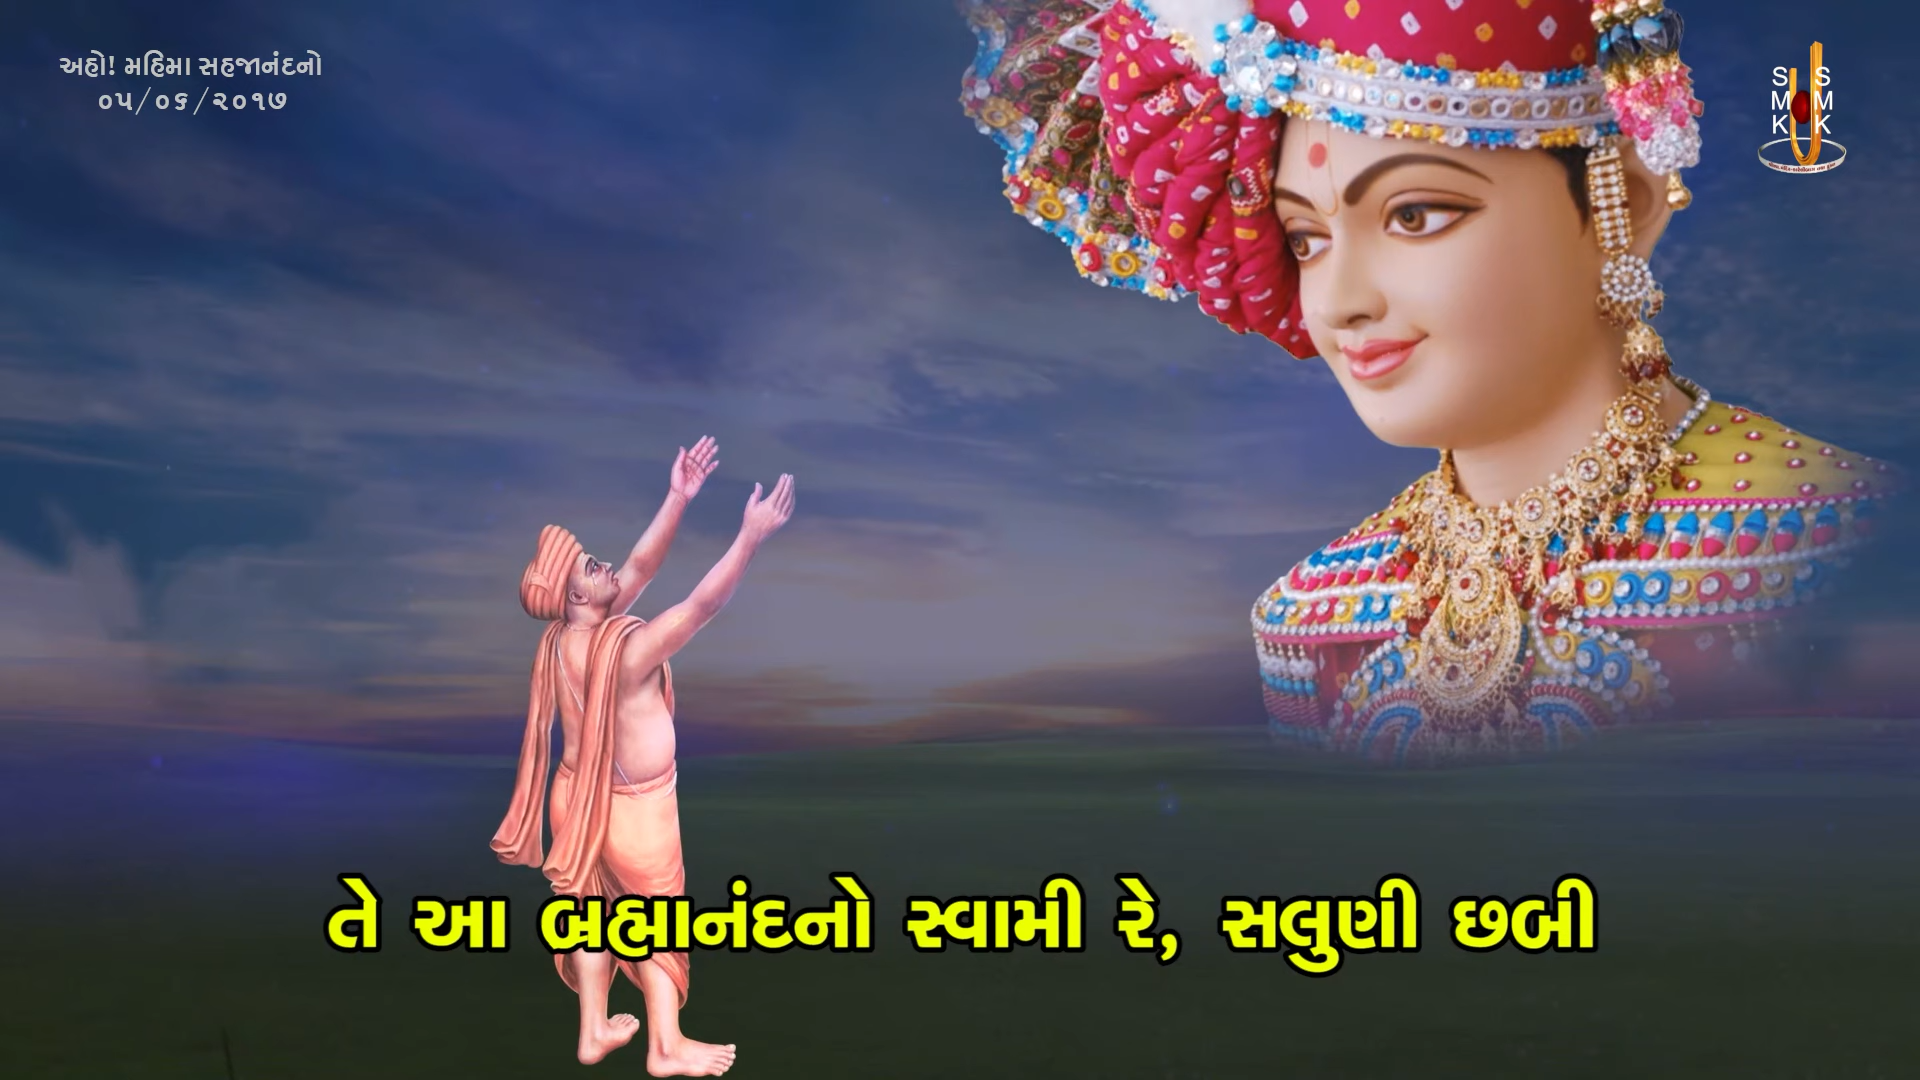 અહો! મહિમા સહજાનંદનો
૦૫/૦૬/૨૦૧૭
S S
M M
K K
તે આ બ્રહ્માનંદનો સ્વામી રે, સલુણી છબી